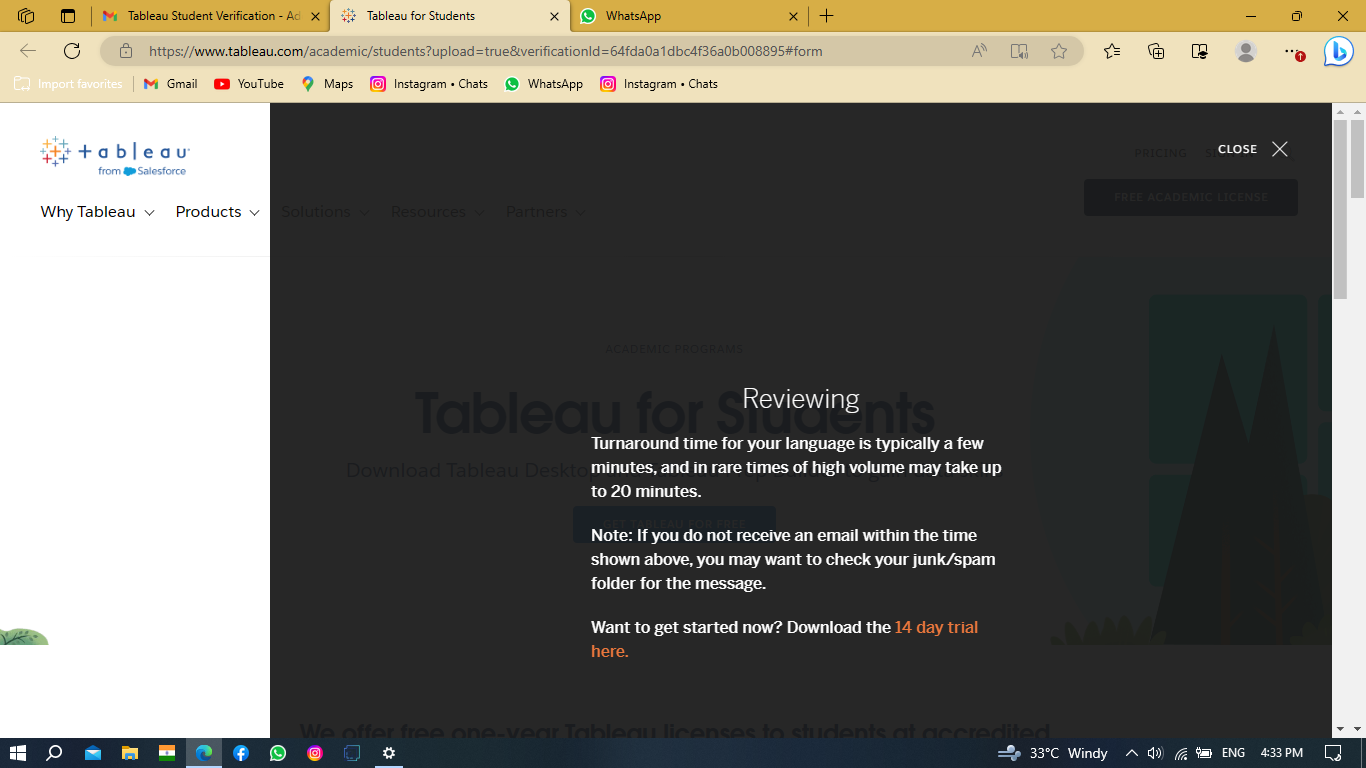 Tableau Student Verification - Ad
Tableau for Students
WhatsApp
https://www.tableau.com/academic/students?upload=true&verificationId=64fda0a1dbc4f36a0b008895#form
Import favorites
Gmail
YouTube
Maps
Instagram • Chats
WhatsApp
Instagram • Chats
+ a b | e a u
from Salesforce
PRICING
CLOSE
Why Tableau
Products
Solutions
Resources
Partners
FREE ACADEMIC LICENSE
ACADEMIC PROGRAMS
Tableau for Students
Download Tableau Desktop
Reviewing
Turnaround time for your language is typically a few
minutes, and in rare times of high volume may take up
to 20 minutes.
Note: If you do not receive an email within the time
shown above, you may want to check your junk/spam
folder for the message.
Want to get started now? Download the 14 day trial
here.
We offer free one-year Tableau licenses to students at accredited
33°C Windy
ENG
4:33 PM